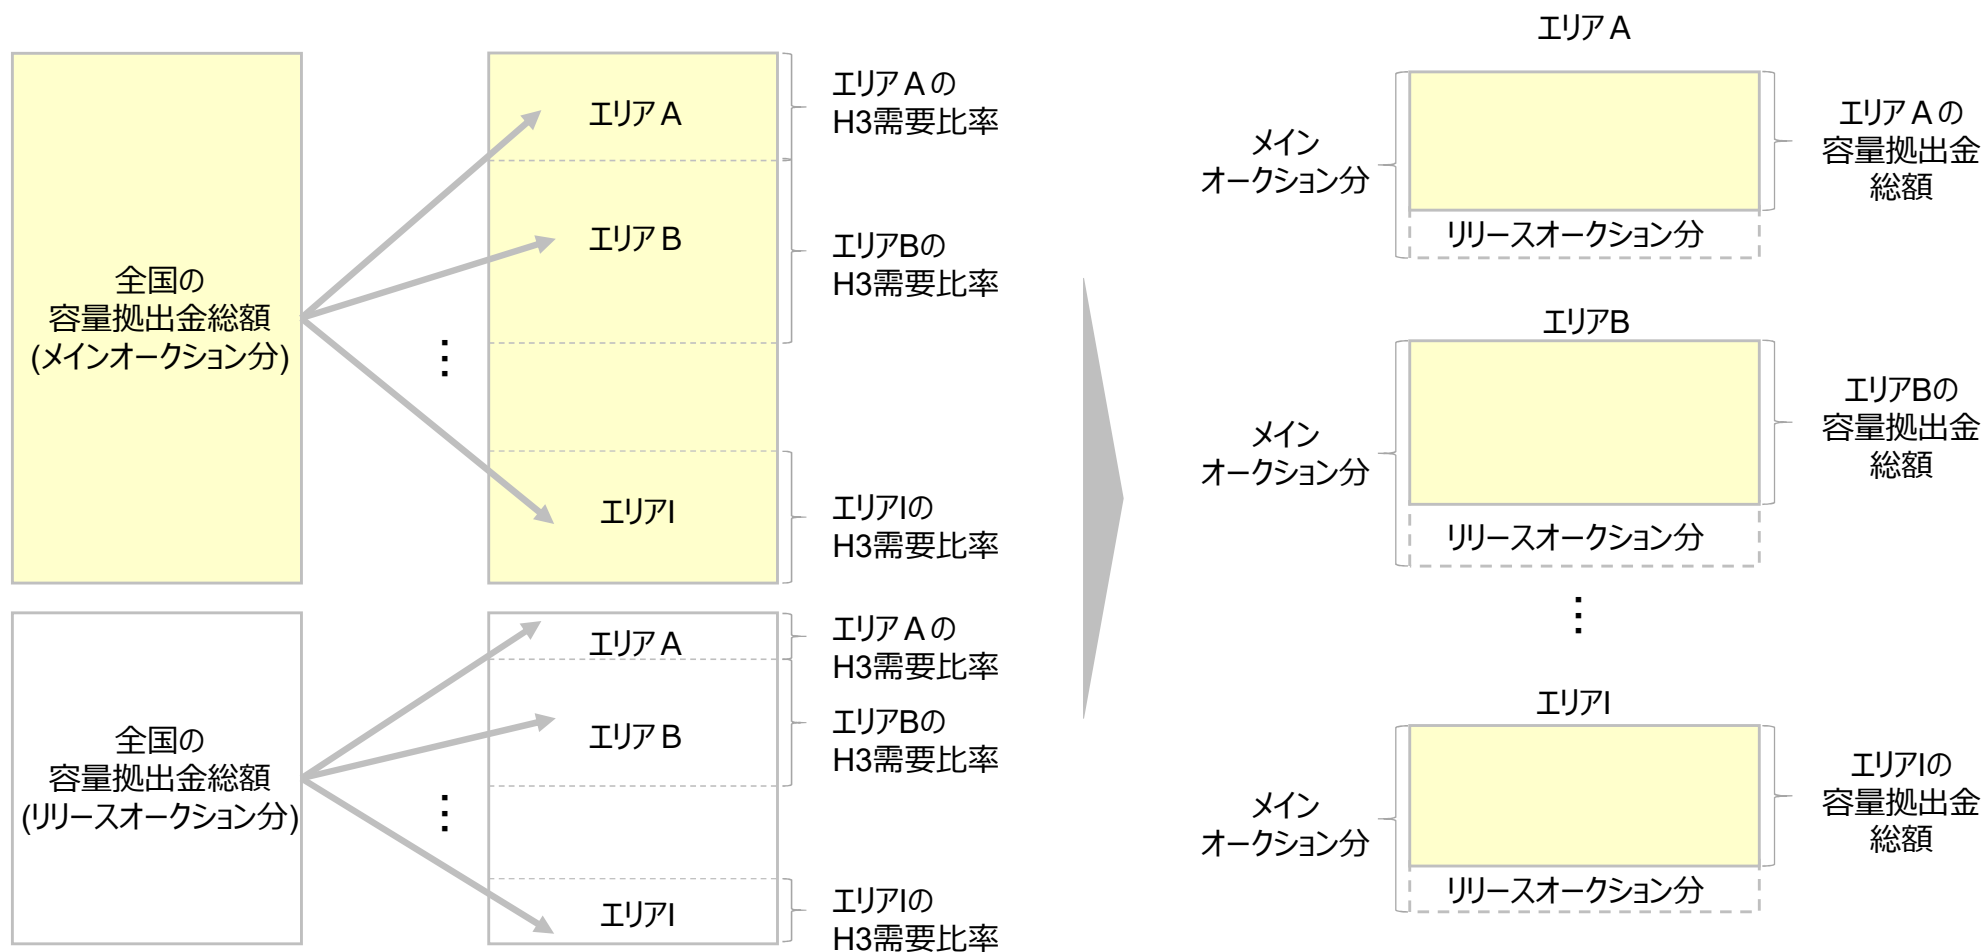 全国の
容量拠出金総額
(メインオークション分)
エリアA
エリアB
⋮
エリアI
エリアAの
H3需要比率
エリアBの
H3需要比率
エリアIの
H3需要比率
全国の
容量拠出金総額
(リリースオークション分)
エリアA
エリアB
⋮
エリアI
エリアAの
H3需要比率
エリアBの
H3需要比率
エリアIの
H3需要比率
エリアA
メイン
オークション分
リリースオークション分
エリアAの
容量拠出金
総額
エリアB
メイン
オークション分
リリースオークション分
エリアBの
容量拠出金
総額
⋮
エリアI
メイン
オークション分
リリースオークション分
エリアIの
容量拠出金
総額